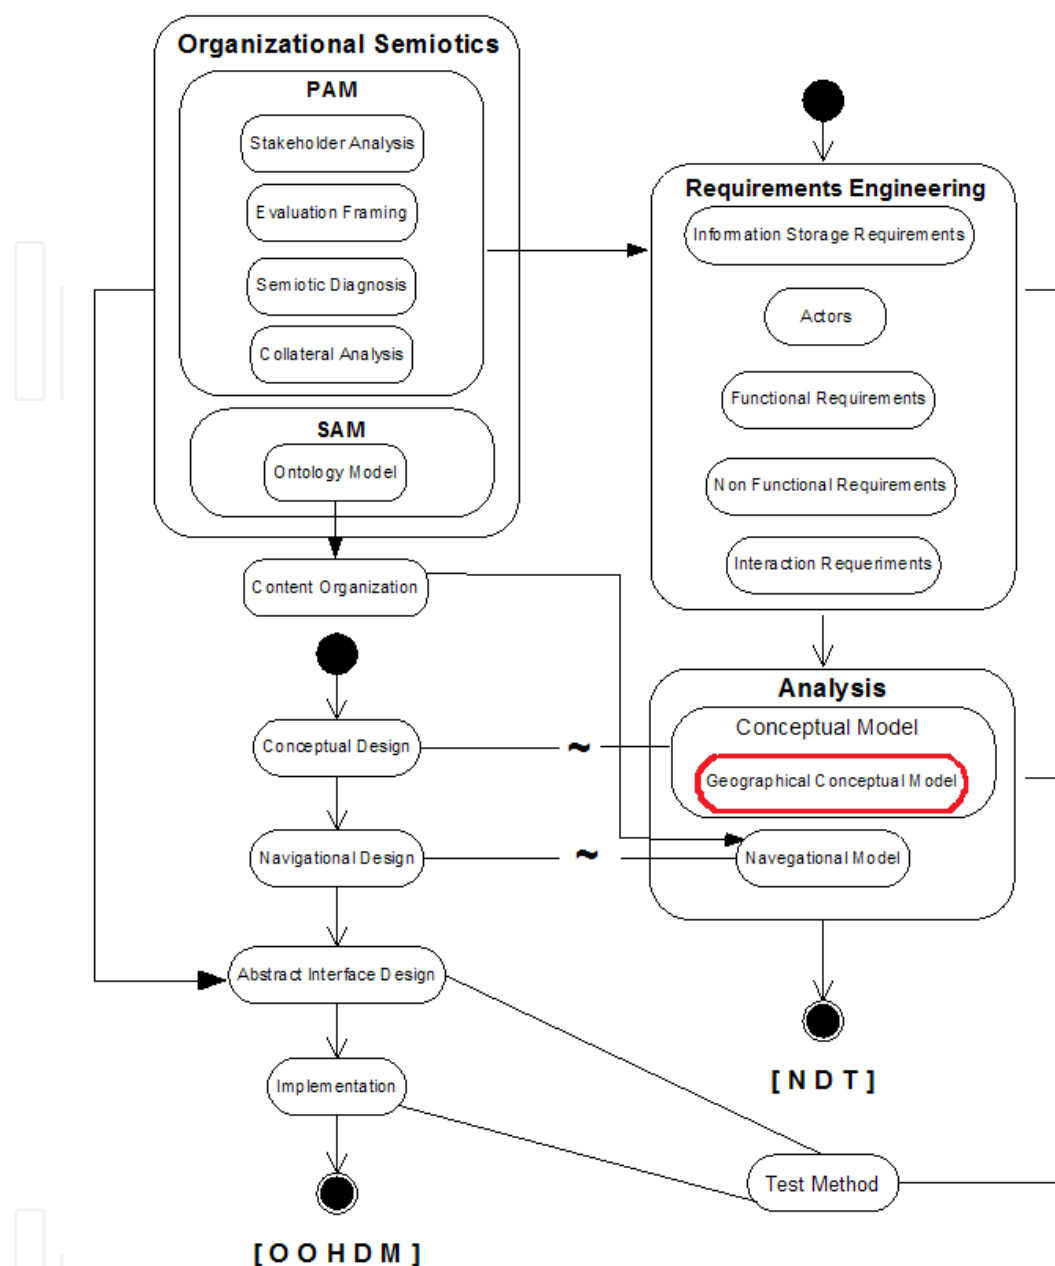 Organizational Semiotics
PAM
Stakeholder Analysis
Evaluation Framing
Semiotic Diagnosis
Collateral Analysis
SAM
Ontology Model
Content Organization
Requirements Engineering
Information Storage Requirements
Actors
Functional Requirements
Non Functional Requirements
Interaction Requeriments
Analysis
Conceptual Model
Geographical Conceptual Model
Navegational Model
Conceptual Design
~
Navigational Design
~
Abstract Interface Design
Implementation
[ N D T ]
Test Method
[ O O H D M ]